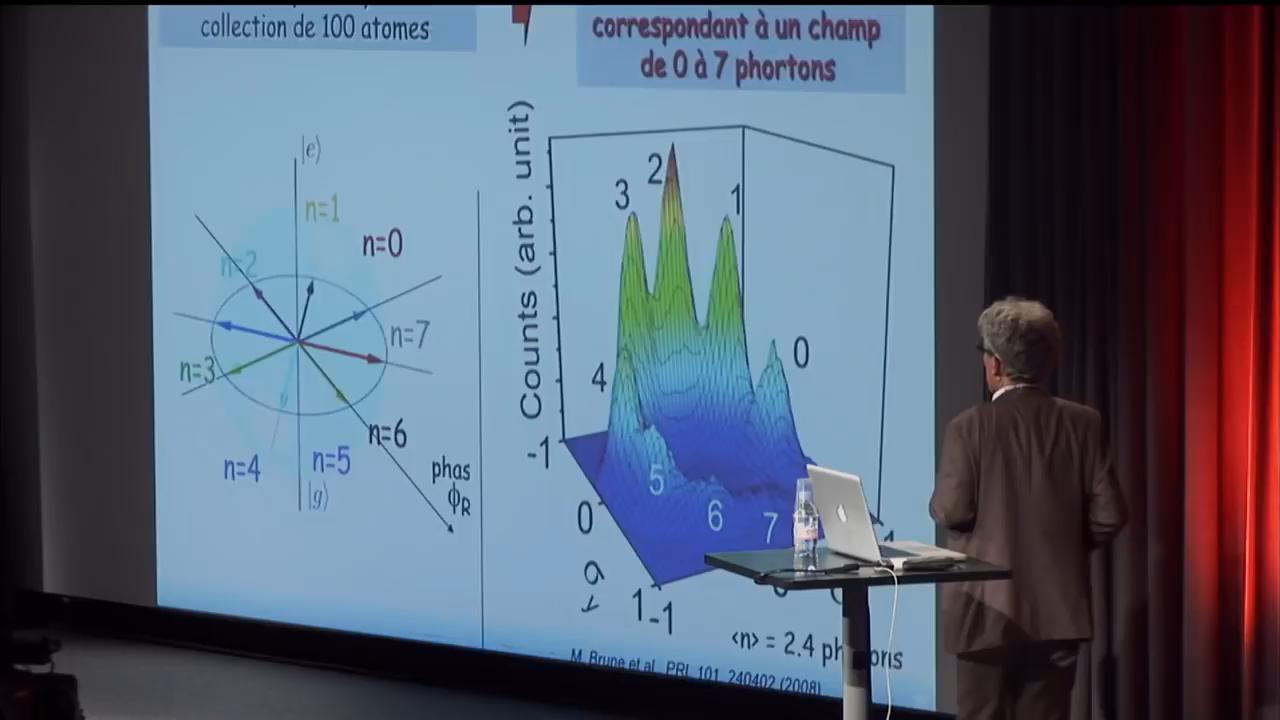 collection de 100 atomes
correspondant à un champ
de 0 à 7 phortons
|e⟩
n=1
n=0
n=2
n=7
n=3
n=6
n=4
n=5
|g⟩
phas
ϕR
Counts (arb. unit)
3
2
1
0
4
5
6
7
-1
0
1
-1
⟨n⟩ = 2.4 ph
M. Brune et al., PRL 101, 240402 (2008)